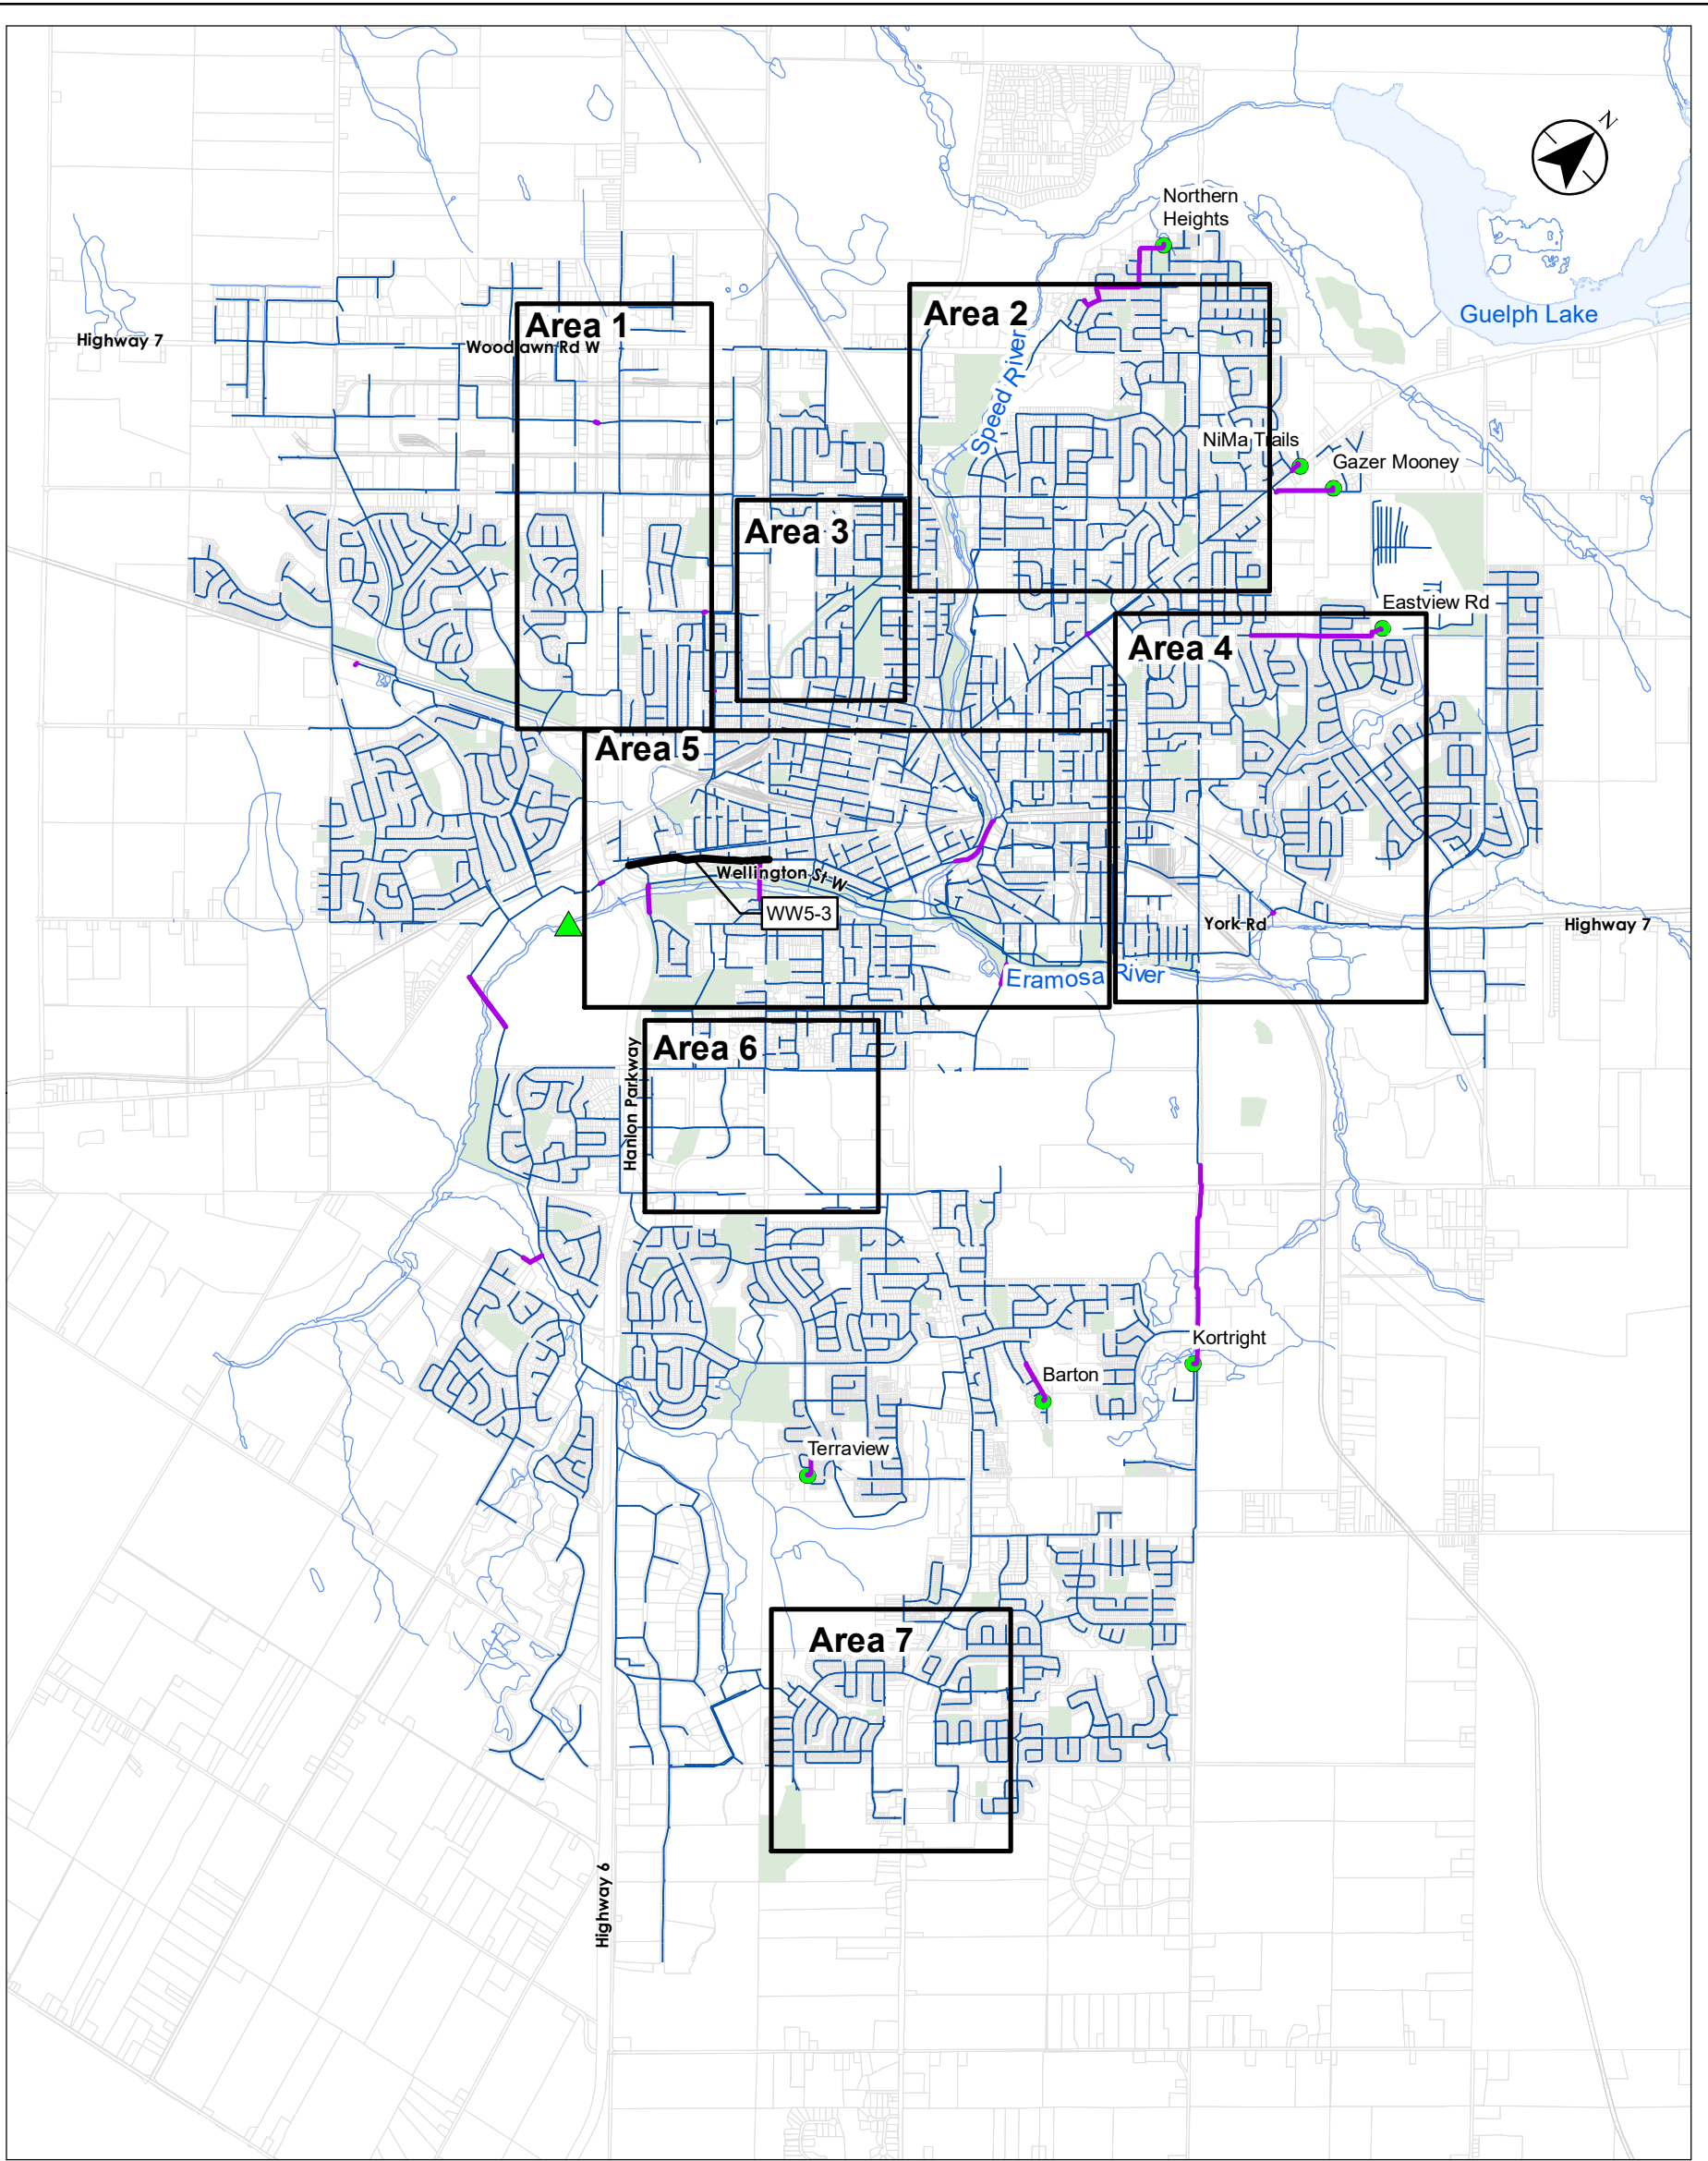 N
Northern
Heights
Guelph Lake
Area 2
Area 1
Highway 7
Woodlawn Rd W
Speed River
NiMa Trails
Gazer Mooney
Area 3
Eastview Rd
Area 4
Area 5
Wellington St W
WW5-3
York Rd
Highway 7
Eramosa River
Area 6
Hanlon Parkway
Kortright
Barton
Terraview
Area 7
Highway 6